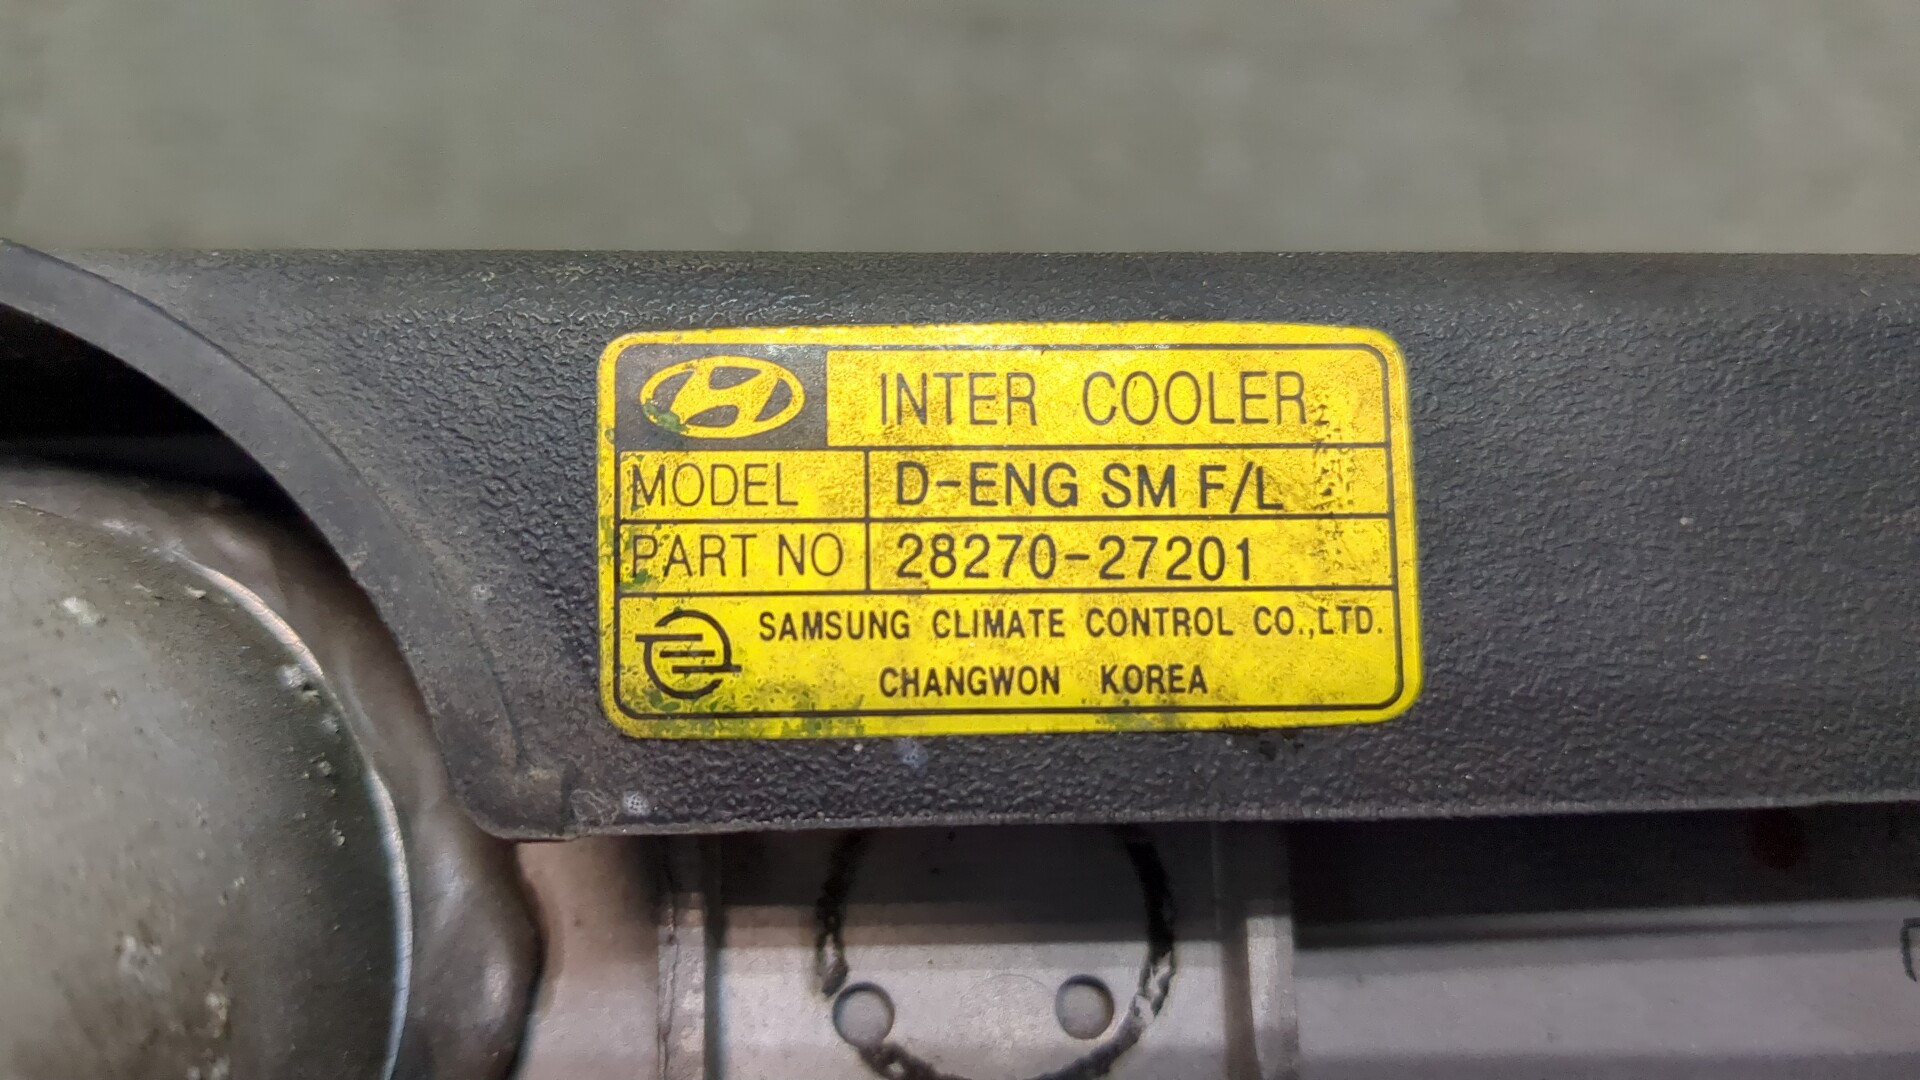 INTER COOLER
MODEL D-ENG SM F/L
PART NO 28270-27201
SAMSUNG CLIMATE CONTROL CO.,LTD.
CHANGWON KOREA